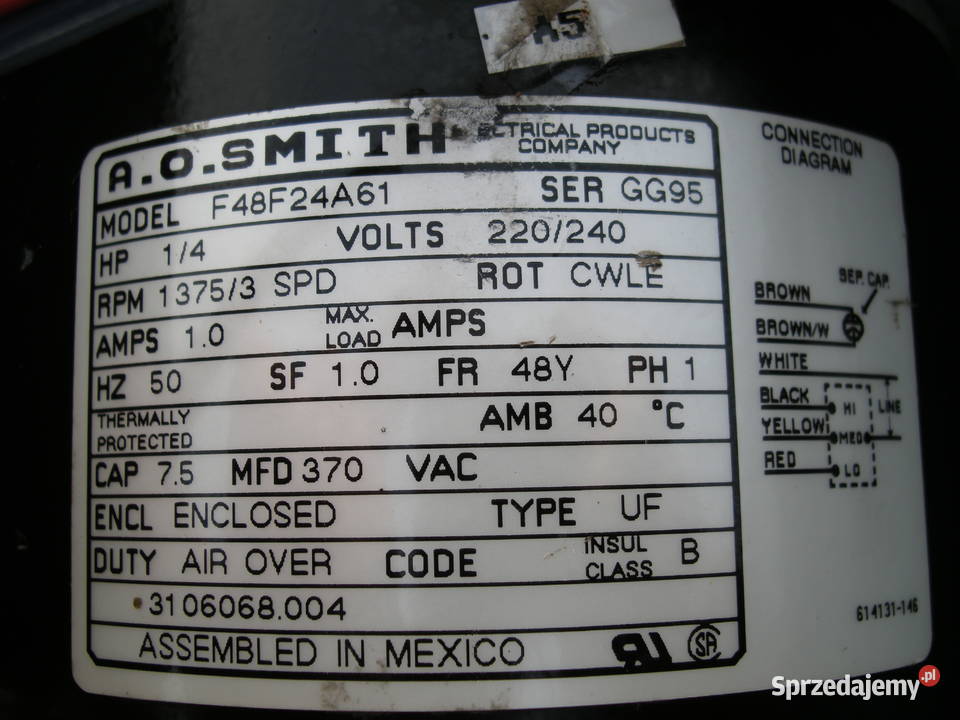 A5
A.O.SMITH ECTRICAL PRODUCTS COMPANY
MODEL F48F24A61 SER GG95
HP 1/4 VOLTS 220/240
RPM 1375/3 SPD ROT CWLE
AMPS 1.0 MAX. LOAD AMPS
HZ 50 SF 1.0 FR 48Y PH 1
THERMALLY PROTECTED AMB 40 °C
CAP 7.5 MFD 370 VAC
ENCL ENCLOSED TYPE UF
DUTY AIR OVER CODE INSUL CLASS B
3106068.004
ASSEMBLED IN MEXICO RU SA
CONNECTION
DIAGRAM
SEP. CAP.
BROWN
BROWN/W
WHITE
BLACK HI LINE
YELLOW MED
RED LO
614131-146
Sprzedajemy.pl